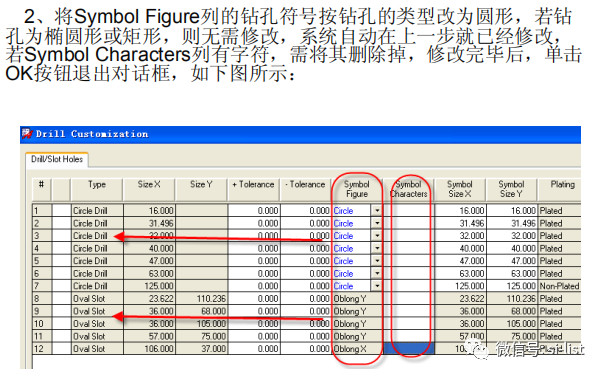 2、将Symbol Figure列的钻孔符号按钻孔的类型改为圆形，若钻
孔为椭圆形或矩形，则无需修改，系统自动在上一步就已经修改，
若Symbol Characters列有字符，需将其删除掉，修改完毕后，单击
OK按钮退出对话框，如下图所示：
Drill Customization
Drill/Slot Holes
# Type Size X Size Y + Tolerance - Tolerance Symbol Figure Symbol Characters Symbol Size X Symbol Size Y Plating
1 Circle Drill 16.000 0.000 0.000 Circle 16.000 16.000 Plated
2 Circle Drill 31.496 0.000 0.000 Circle 31.496 31.496 Plated
3 Circle Drill 32.000 0.000 0.000 Circle 32.000 32.000 Plated
4 Circle Drill 40.000 0.000 0.000 Circle 40.000 40.000 Plated
5 Circle Drill 47.000 0.000 0.000 Circle 47.000 47.000 Plated
6 Circle Drill 63.000 0.000 0.000 Circle 63.000 63.000 Plated
7 Circle Drill 125.000 0.000 0.000 Circle 125.000 125.000 Non-Plated
8 Oval Slot 23.622 110.236 0.000 0.000 Oblong Y 23.622 110.236 Plated
9 Oval Slot 36.000 68.000 0.000 0.000 Oblong Y 36.000 68.000 Plated
10 Oval Slot 36.000 105.000 0.000 0.000 Oblong Y 36.000 105.000 Plated
11 Oval Slot 57.000 75.000 0.000 0.000 Oblong Y 57.000 75.000 Plated
12 Oval Slot 106.000 37.000 0.000 0.000 Oblong X
微信号: si-list